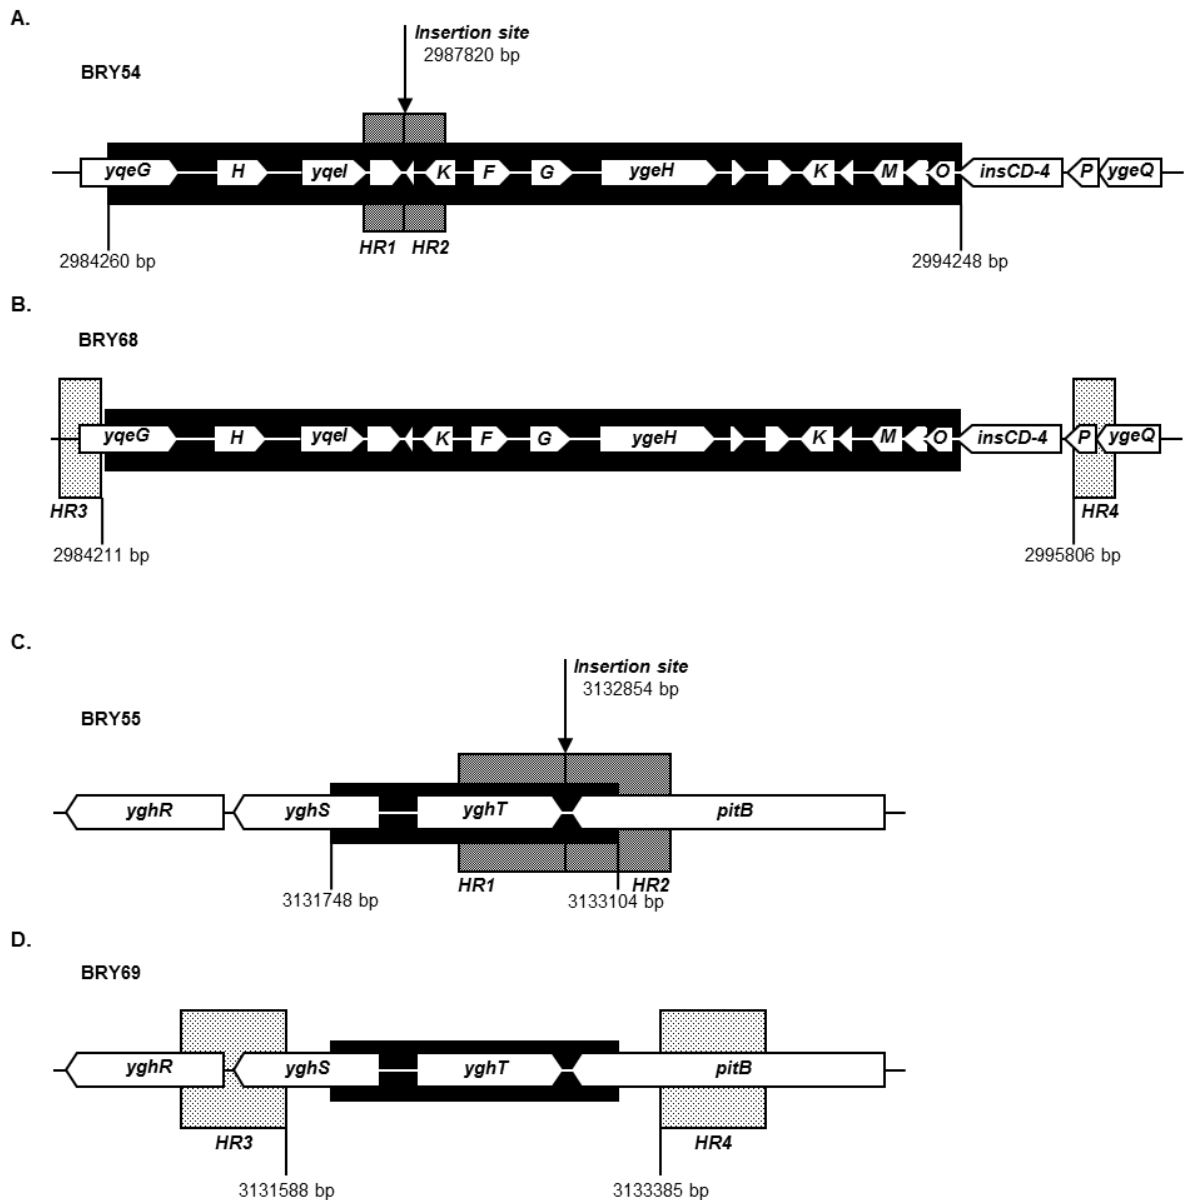 A.
Insertion site
2987820 bp
BRY54
yqeG H yqeI K F G ygeH K M O insCD-4 P ygeQ
HR1 HR2
2984260 bp 2994248 bp
B.
BRY68
yqeG H yqeI K F G ygeH K M O insCD-4 P ygeQ
HR3 HR4
2984211 bp 2995806 bp
C.
Insertion site
3132854 bp
BRY55
yghR yghS yghT pitB
HR1 HR2
3131748 bp 3133104 bp
D.
BRY69
yghR yghS yghT pitB
HR3 HR4
3131588 bp 3133385 bp